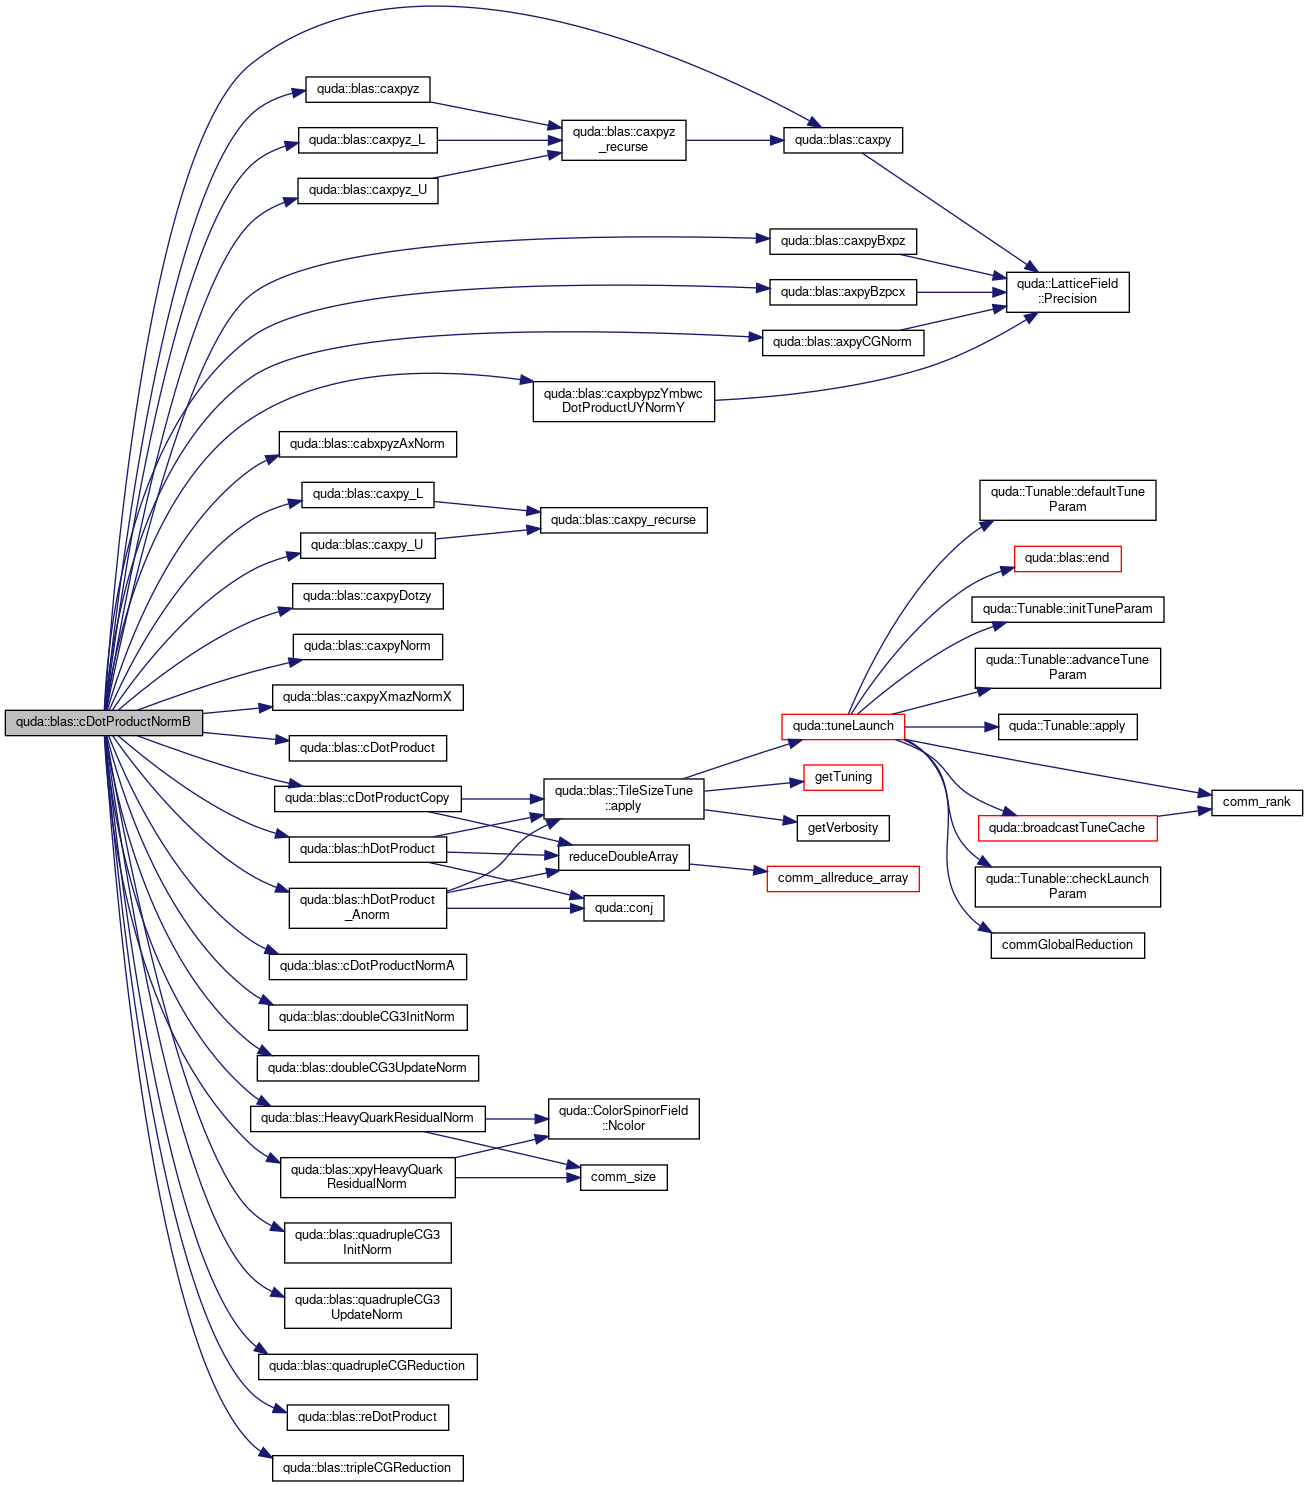 quda::blas::cDotProductNormB
quda::blas::caxpyz
quda::blas::caxpyz_L
quda::blas::caxpyz_U
quda::blas::caxpyz
_recurse
quda::blas::caxpy
quda::blas::caxpyBxpz
quda::blas::axpyBzpcx
quda::blas::axpyCGNorm
quda::LatticeField
::Precision
quda::blas::caxpbypzYmbwc
DotProductUYNormY
quda::blas::cabxpyzAxNorm
quda::blas::caxpy_L
quda::blas::caxpy_U
quda::blas::caxpy_recurse
quda::blas::caxpyDotzy
quda::blas::caxpyNorm
quda::blas::caxpyXmazNormX
quda::blas::cDotProduct
quda::blas::cDotProductCopy
quda::blas::hDotProduct
quda::blas::hDotProduct
_Anorm
quda::blas::TileSizeTune
::apply
reduceDoubleArray
quda::conj
quda::tuneLaunch
getTuning
getVerbosity
comm_allreduce_array
quda::Tunable::defaultTune
Param
quda::blas::end
quda::Tunable::initTuneParam
quda::Tunable::advanceTune
Param
quda::Tunable::apply
quda::broadcastTuneCache
comm_rank
quda::Tunable::checkLaunch
Param
commGlobalReduction
quda::blas::cDotProductNormA
quda::blas::doubleCG3InitNorm
quda::blas::doubleCG3UpdateNorm
quda::blas::HeavyQuarkResidualNorm
quda::blas::xpyHeavyQuark
ResidualNorm
quda::ColorSpinorField
::Ncolor
comm_size
quda::blas::quadrupleCG3
InitNorm
quda::blas::quadrupleCG3
UpdateNorm
quda::blas::quadrupleCGReduction
quda::blas::reDotProduct
quda::blas::tripleCGReduction